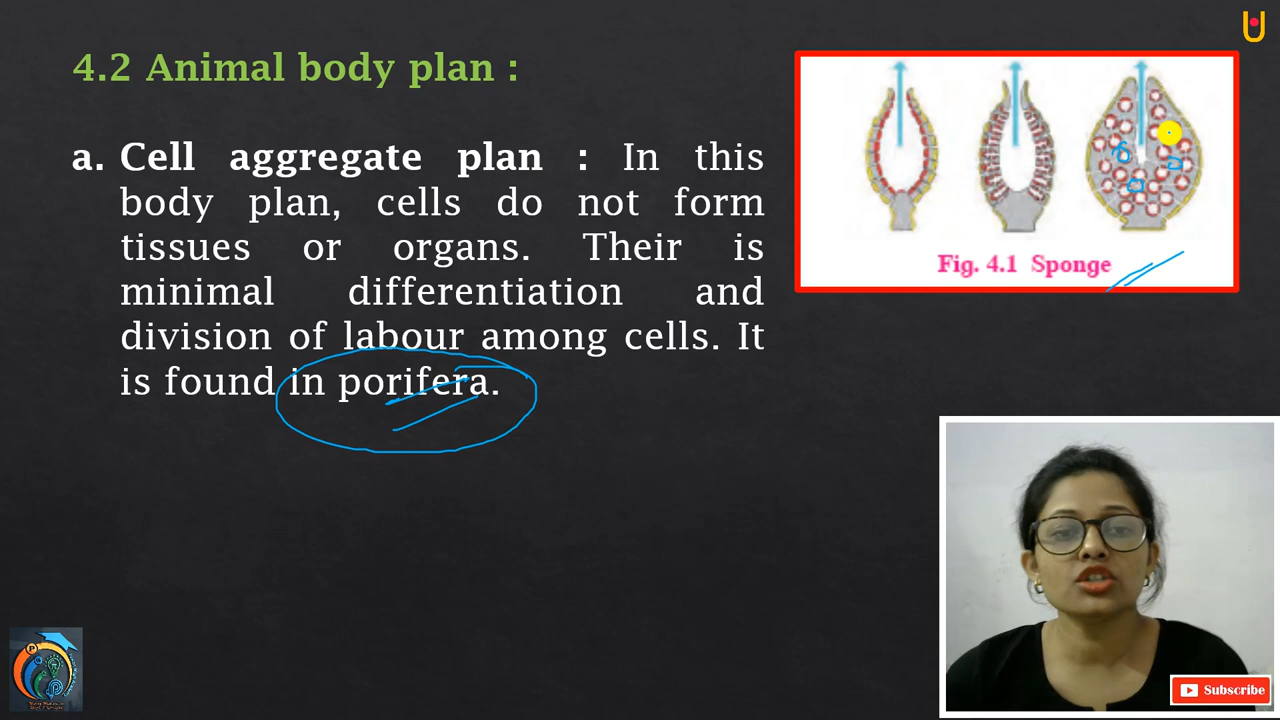 4.2 Animal body plan :
a. Cell aggregate plan : In this
body plan, cells do not form
tissues or organs. Their is
minimal differentiation and
division of labour among cells. It
is found in porifera.
Fig. 4.1 Sponge
Subscribe